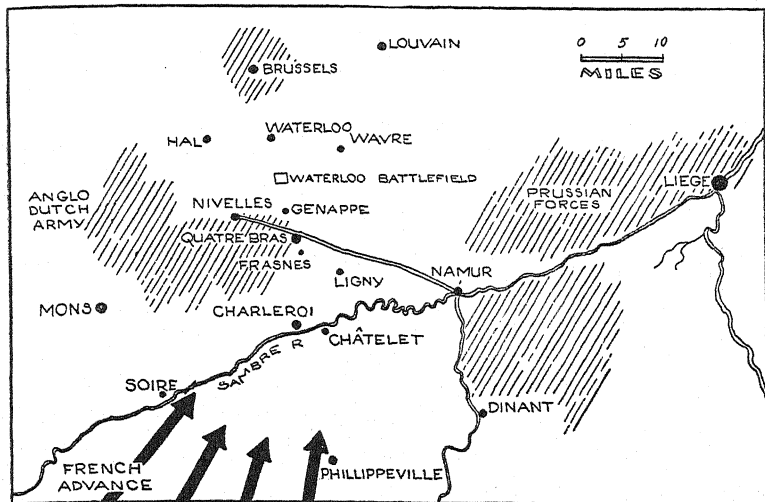 LOUVAIN
BRUSSELS
0 5 10
MILES
HAL
WATERLOO
WAVRE
WATERLOO BATTLEFIELD
LIEGE
ANGLO
DUTCH
ARMY
PRUSSIAN
FORCES
NIVELLES
GENAPPE
QUATRE BRAS
FRASNES
LIGNY
NAMUR
MONS
CHARLEROI
CHÂTELET
SAMBRE R
SOIRE
DINANT
FRENCH
ADVANCE
PHILLIPPEVILLE